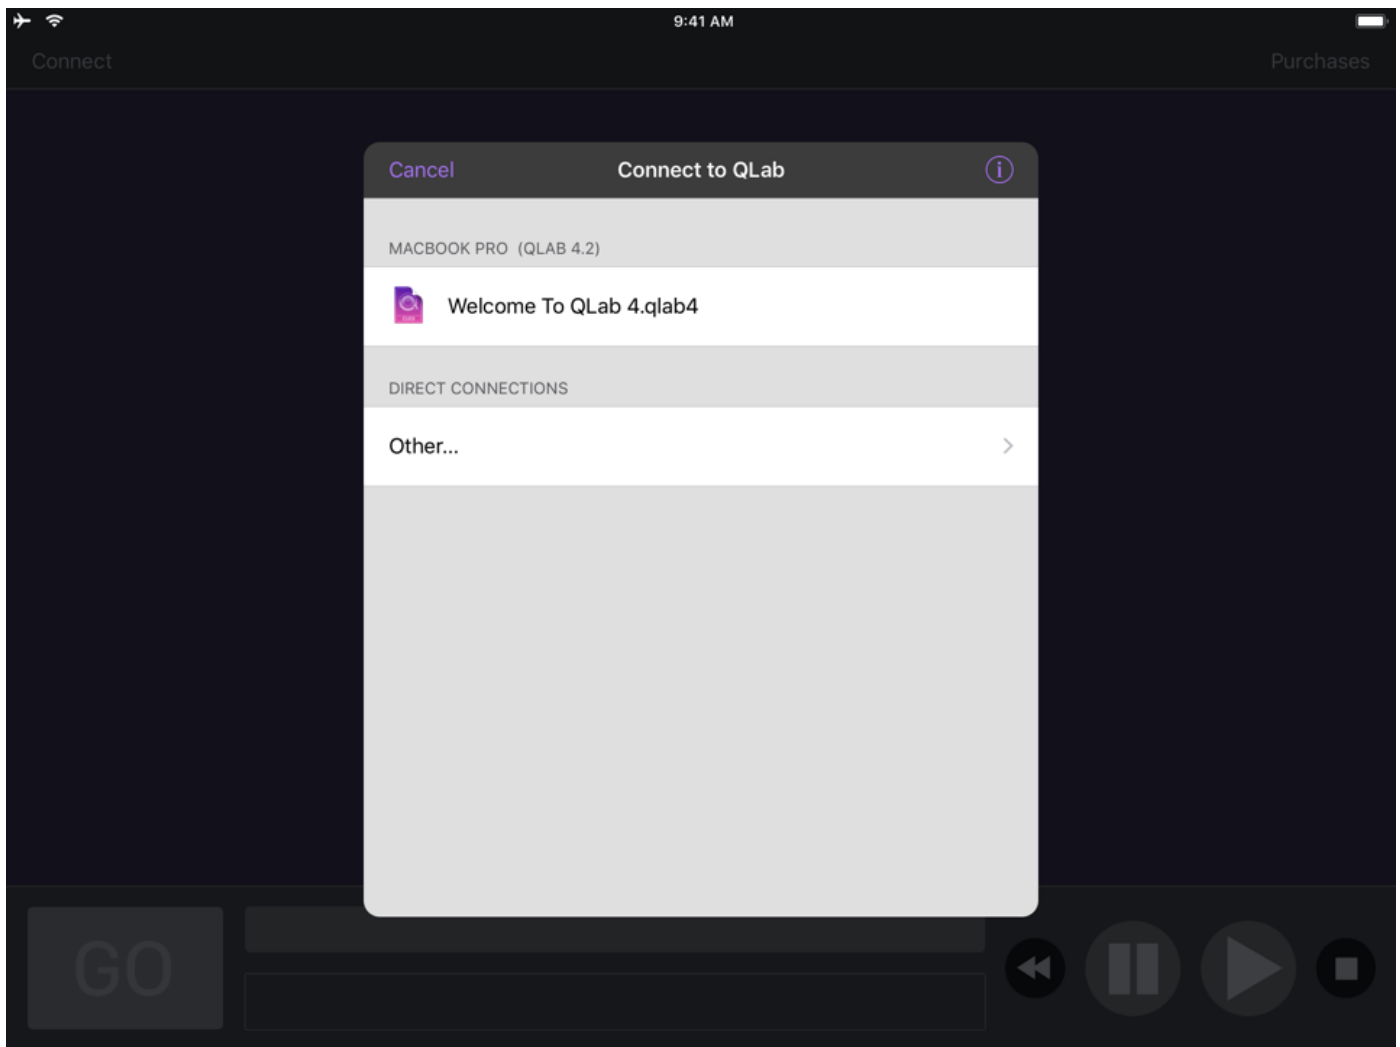 9:41 AM
Connect
Purchases
Cancel
Connect to QLab
MACBOOK PRO (QLAB 4.2)
Welcome To QLab 4.qlab4
DIRECT CONNECTIONS
Other...
GO